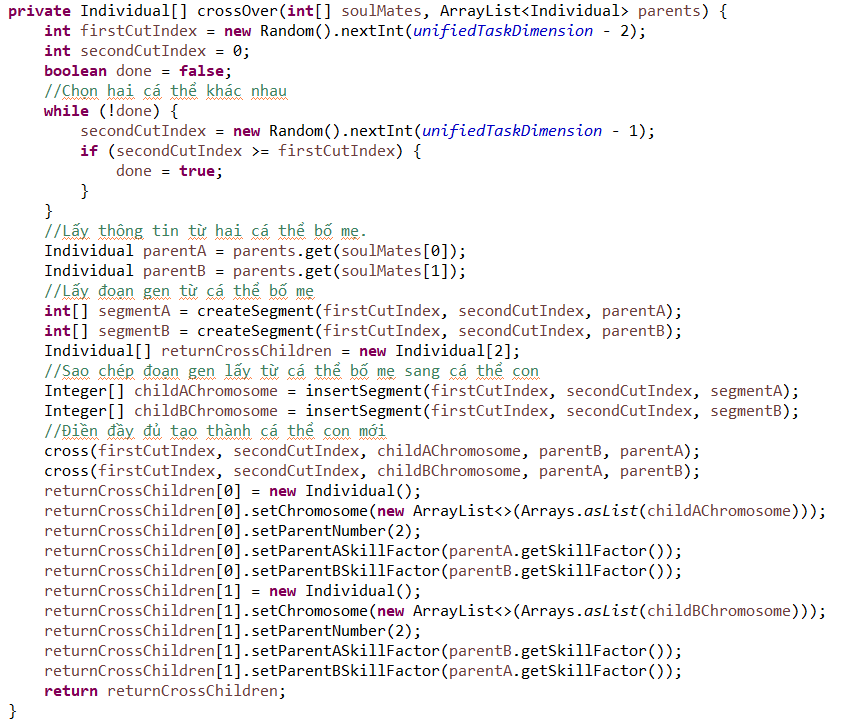 private Individual[] crossOver(int[] soulMates, ArrayList<Individual> parents) {
    int firstCutIndex = new Random().nextInt(unifiedTaskDimension - 2);
    int secondCutIndex = 0;
    boolean done = false;
    //Chọn hai cá thể khác nhau
    while (!done) {
        secondCutIndex = new Random().nextInt(unifiedTaskDimension - 1);
        if (secondCutIndex >= firstCutIndex) {
            done = true;
        }
    }
    //Lấy thông tin từ hai cá thể bố mẹ.
    Individual parentA = parents.get(soulMates[0]);
    Individual parentB = parents.get(soulMates[1]);
    //Lấy đoạn gen từ cá thể bố mẹ
    int[] segmentA = createSegment(firstCutIndex, secondCutIndex, parentA);
    int[] segmentB = createSegment(firstCutIndex, secondCutIndex, parentB);
    Individual[] returnCrossChildren = new Individual[2];
    //Sao chép đoạn gen lấy từ cá thể bố mẹ sang cá thể con
    Integer[] childAChromosome = insertSegment(firstCutIndex, secondCutIndex, segmentA);
    Integer[] childBChromosome = insertSegment(firstCutIndex, secondCutIndex, segmentB);
    //Điền đầy đủ tạo thành cá thể con mới
    cross(firstCutIndex, secondCutIndex, childAChromosome, parentB, parentA);
    cross(firstCutIndex, secondCutIndex, childBChromosome, parentA, parentB);
    returnCrossChildren[0] = new Individual();
    returnCrossChildren[0].setChromosome(new ArrayList<>(Arrays.asList(childAChromosome)));
    returnCrossChildren[0].setParentNumber(2);
    returnCrossChildren[0].setParentASkillFactor(parentA.getSkillFactor());
    returnCrossChildren[0].setParentBSkillFactor(parentB.getSkillFactor());
    returnCrossChildren[1] = new Individual();
    returnCrossChildren[1].setChromosome(new ArrayList<>(Arrays.asList(childBChromosome)));
    returnCrossChildren[1].setParentNumber(2);
    returnCrossChildren[1].setParentASkillFactor(parentB.getSkillFactor());
    returnCrossChildren[1].setParentBSkillFactor(parentA.getSkillFactor());
    return returnCrossChildren;
}